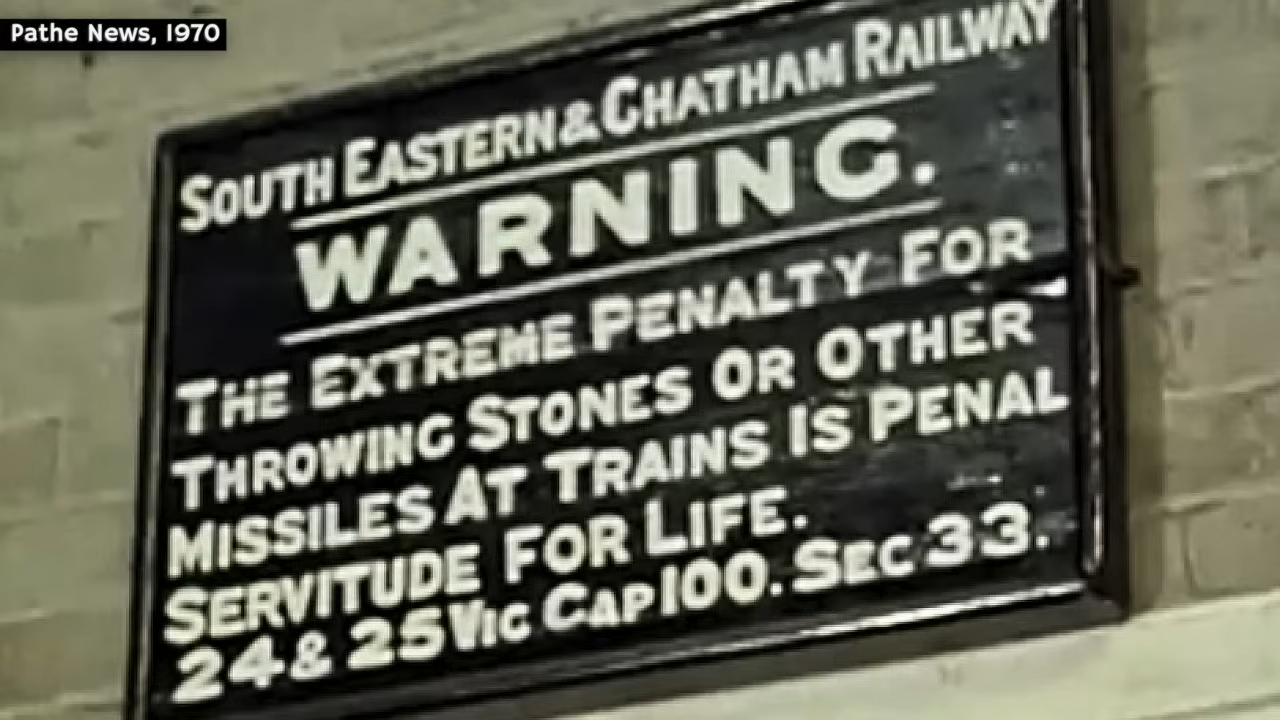 Pathe News, 1970
SOUTH EASTERN & CHATHAM RAILWAY
WARNING.
THE EXTREME PENALTY FOR
THROWING STONES OR OTHER
MISSILES AT TRAINS IS PENAL
SERVITUDE FOR LIFE.
24 & 25 VIC CAP 100. SEC 33.